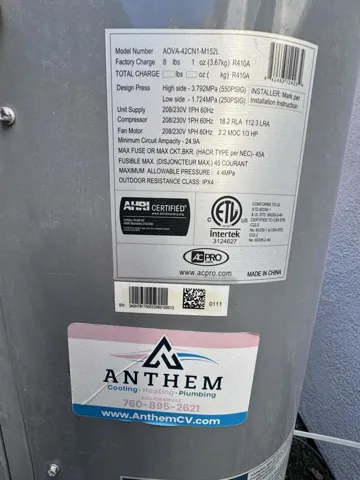 Model Number AOVA-42CN1-M152L
Factory Charge 8 lbs 1 oz (3.67kg) R410A
TOTAL CHARGE lbs oz ( kg) R410A
Design Press High side - 3.792MPa (550PSIG)
Low side - 1.724MPa (250PSIG)
INSTALLER: Mark per
Installation Instruction
Unit Supply 208/230V 1PH 60Hz
Compressor 208/230V 1PH 60Hz 18.2 RLA 112.3 LRA
Fan Motor 208/230V 1PH 60Hz 2.2 MOC 1/3 HP
Minimum Circuit Ampacity - 24.9A
MAX FUSE OR MAX CKT.BKR. (HACR TYPE per NEC)- 45A
FUSIBLE MAX. (DISJONCTEUR MAX.) 45 COURANT
MAXIMUM ALLOWABLE PRESSURE: 4.4MPa
OUTDOOR RESISTANCE CLASS: IPX4
AHRI CERTIFIED
ETL
Intertek
3124627
ACPRO
www.acpro.com
MADE IN CHINA
0111
ANTHEM
Cooling • Heating • Plumbing
760-895-2621
www.AnthemCV.com